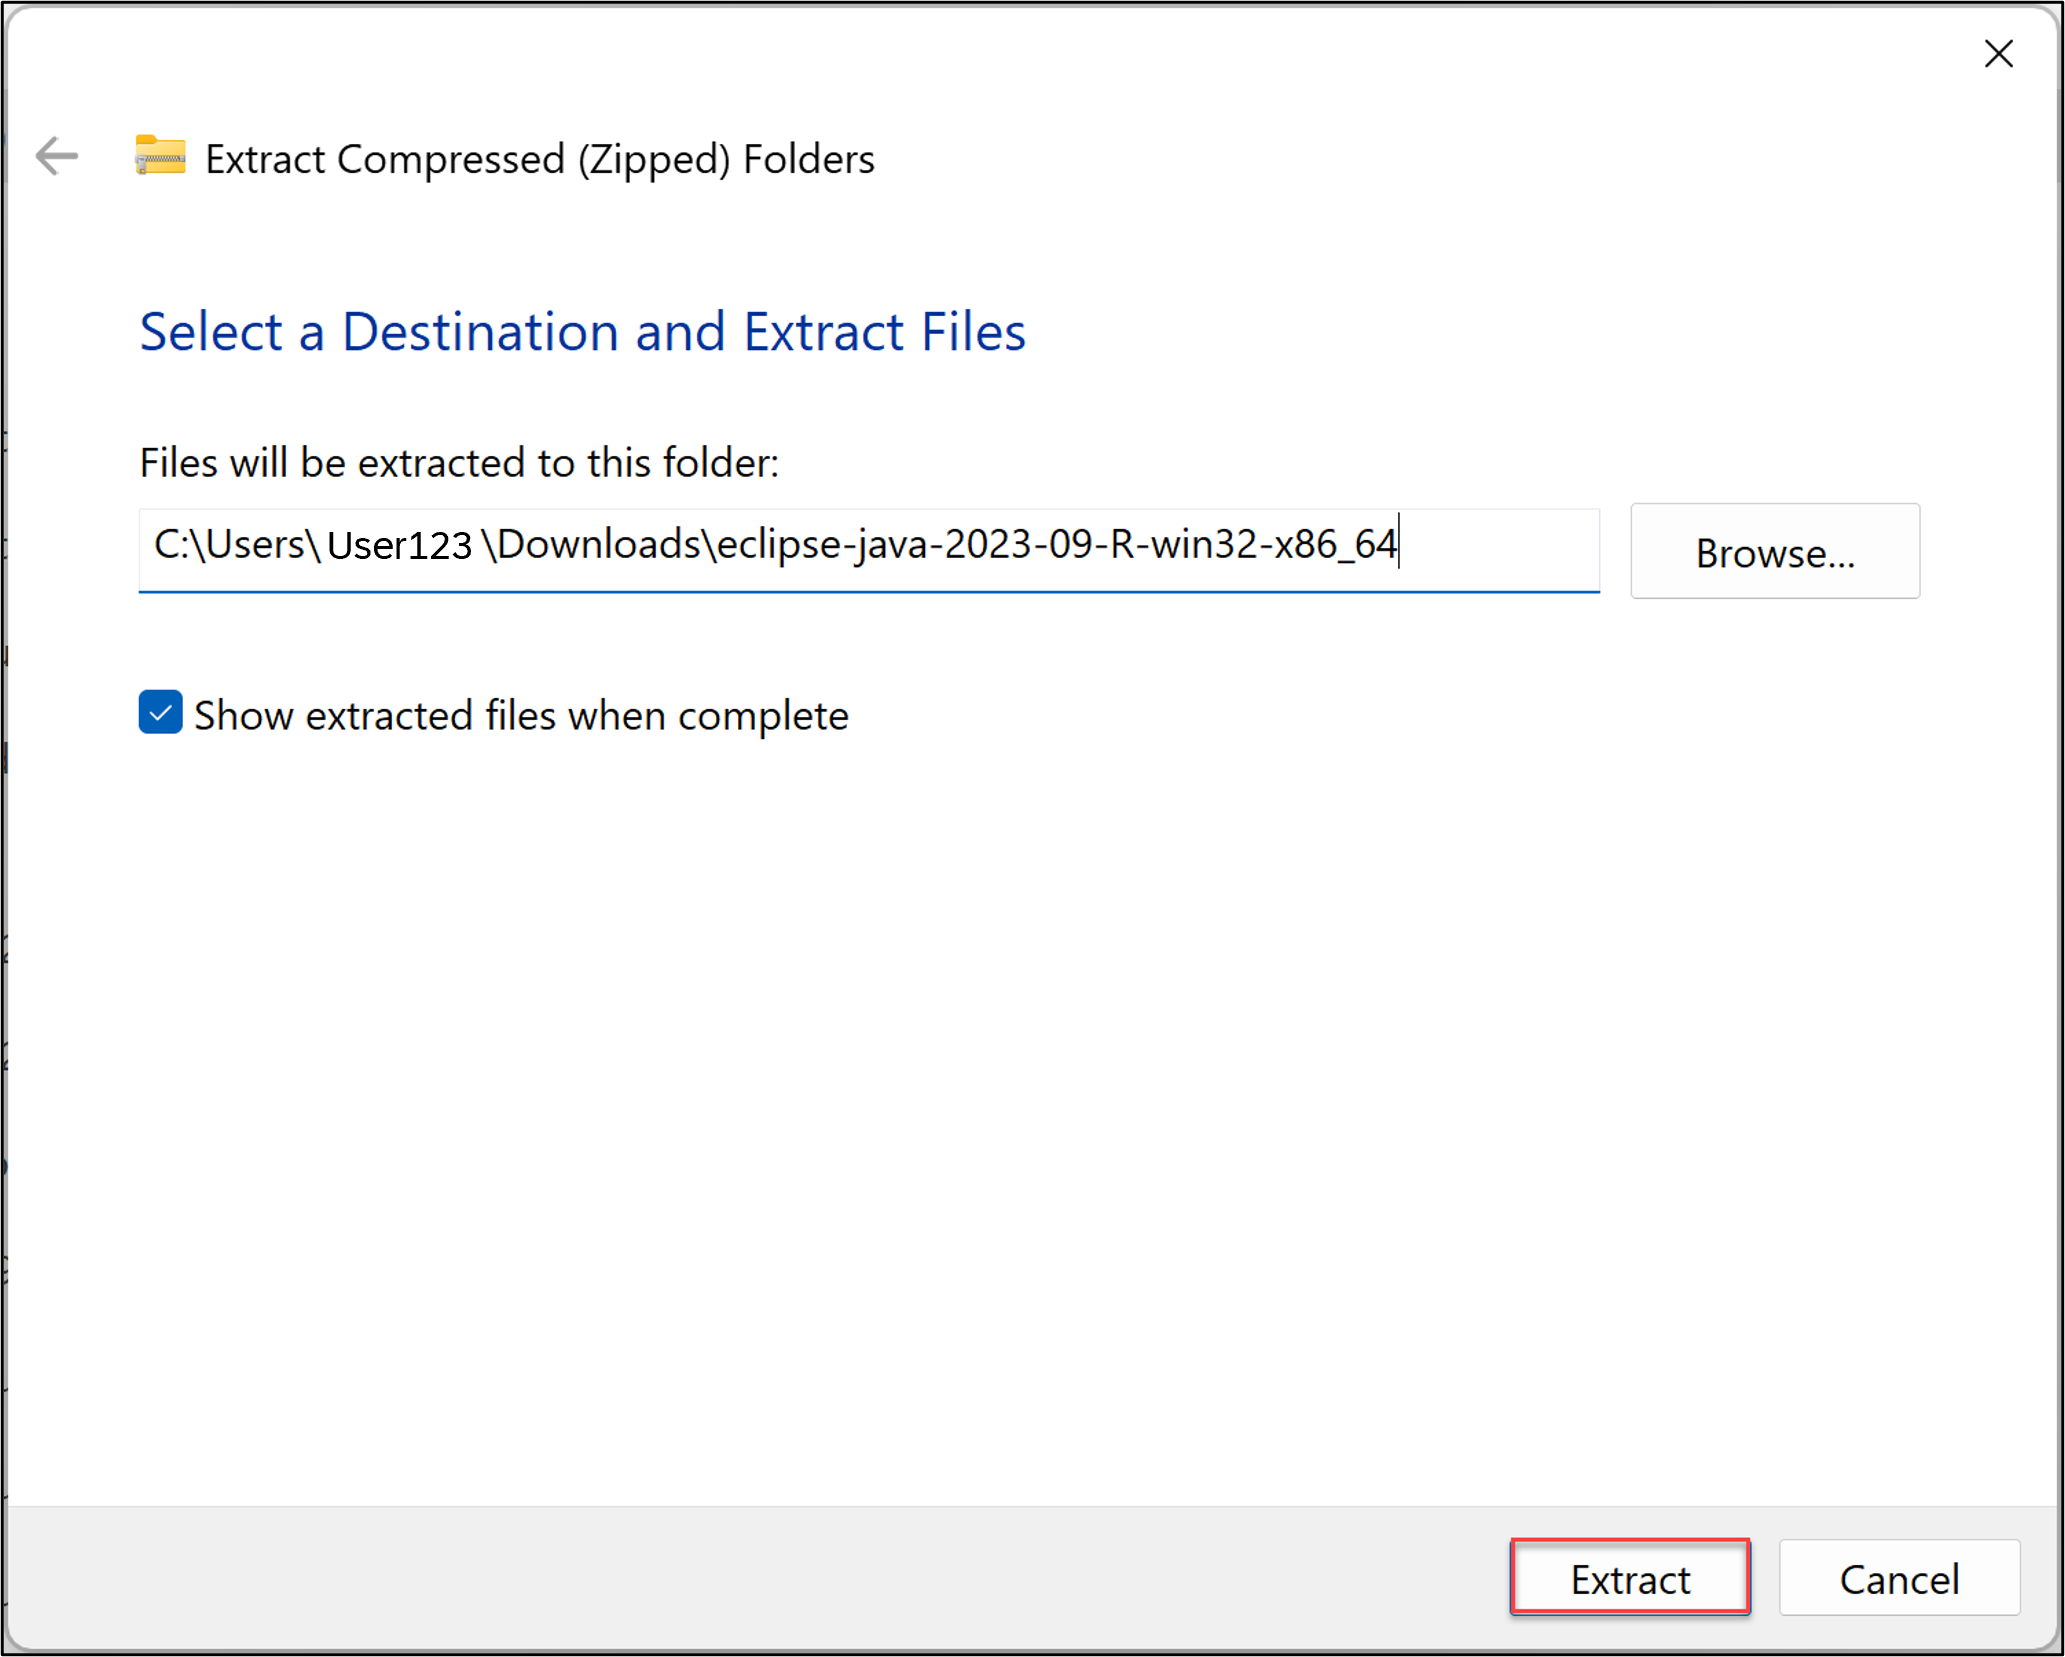 Extract Compressed (Zipped) Folders
Select a Destination and Extract Files
Files will be extracted to this folder:
C:\Users\ User123 \Downloads\eclipse-java-2023-09-R-win32-x86_64
Browse...
Show extracted files when complete
Extract
Cancel